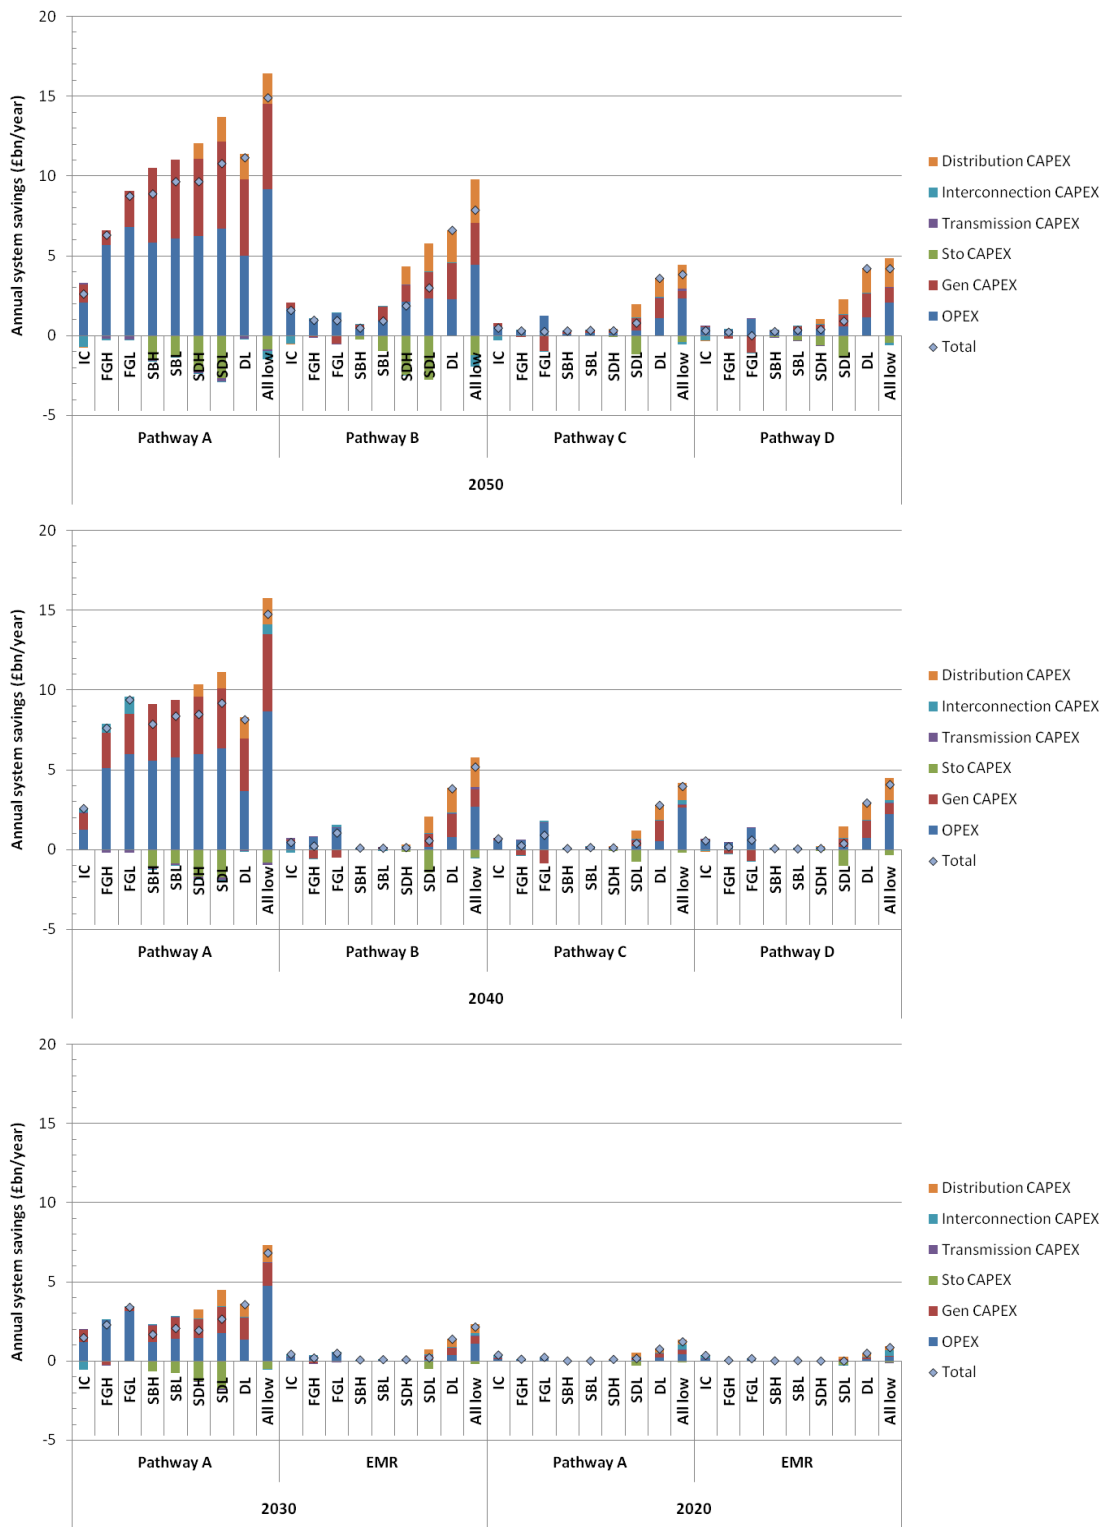 20
15
10
5
0
-5
Annual system savings (£bn/year)
IC FGH FGL SBH SBL SDH SDL DL All low IC FGH FGL SBH SBL SDH SDL DL All low IC FGH FGL SBH SBL SDH SDL DL All low IC FGH FGL SBH SBL SDH SDL DL All low
Pathway A Pathway B Pathway C Pathway D
2050
Distribution CAPEX
Interconnection CAPEX
Transmission CAPEX
Sto CAPEX
Gen CAPEX
OPEX
Total
20
15
10
5
0
-5
Annual system savings (£bn/year)
IC FGH FGL SBH SBL SDH SDL DL All low IC FGH FGL SBH SBL SDH SDL DL All low IC FGH FGL SBH SBL SDH SDL DL All low IC FGH FGL SBH SBL SDH SDL DL All low
Pathway A Pathway B Pathway C Pathway D
2040
Distribution CAPEX
Interconnection CAPEX
Transmission CAPEX
Sto CAPEX
Gen CAPEX
OPEX
Total
20
15
10
5
0
-5
Annual system savings (£bn/year)
IC FGH FGL SBH SBL SDH SDL DL All low IC FGH FGL SBH SBL SDH SDL DL All low IC FGH FGL SBH SBL SDH SDL DL All low IC FGH FGL SBH SBL SDH SDL DL All low
Pathway A EMR Pathway A EMR
2030 2020
Distribution CAPEX
Interconnection CAPEX
Transmission CAPEX
Sto CAPEX
Gen CAPEX
OPEX
Total